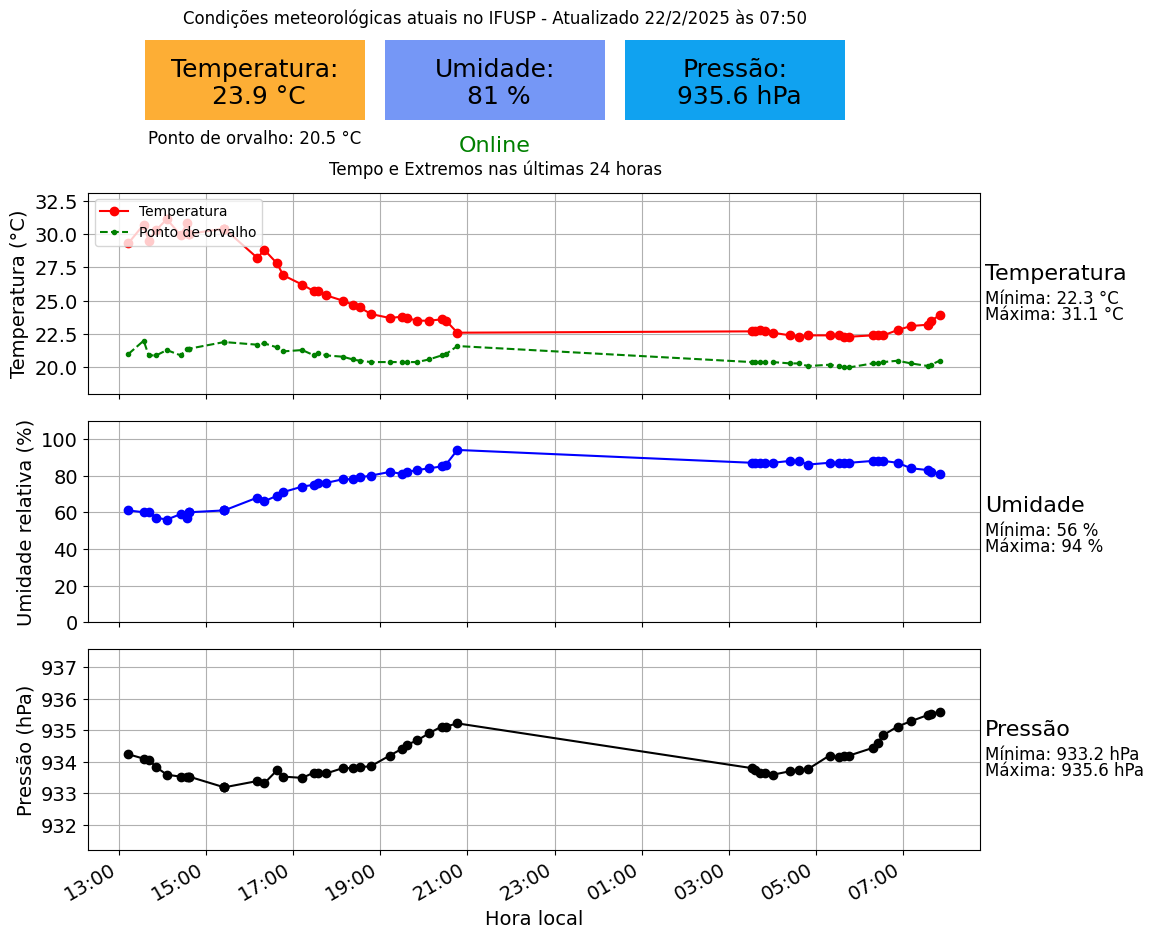 Condições meteorológicas atuais no IFUSP - Atualizado 22/2/2025 às 07:50
Temperatura:
23.9 °C
Umidade:
81 %
Pressão:
935.6 hPa
Ponto de orvalho: 20.5 °C
Online
Tempo e Extremos nas últimas 24 horas
Temperatura (°C)
32.5
30.0
27.5
25.0
22.5
20.0
Temperatura
Ponto de orvalho
Temperatura
Mínima: 22.3 °C
Máxima: 31.1 °C
Umidade relativa (%)
100
80
60
40
20
0
Umidade
Mínima: 56 %
Máxima: 94 %
Pressão (hPa)
937
936
935
934
933
932
Pressão
Mínima: 933.2 hPa
Máxima: 935.6 hPa
13:00 15:00 17:00 19:00 21:00 23:00 01:00 03:00 05:00 07:00
Hora local